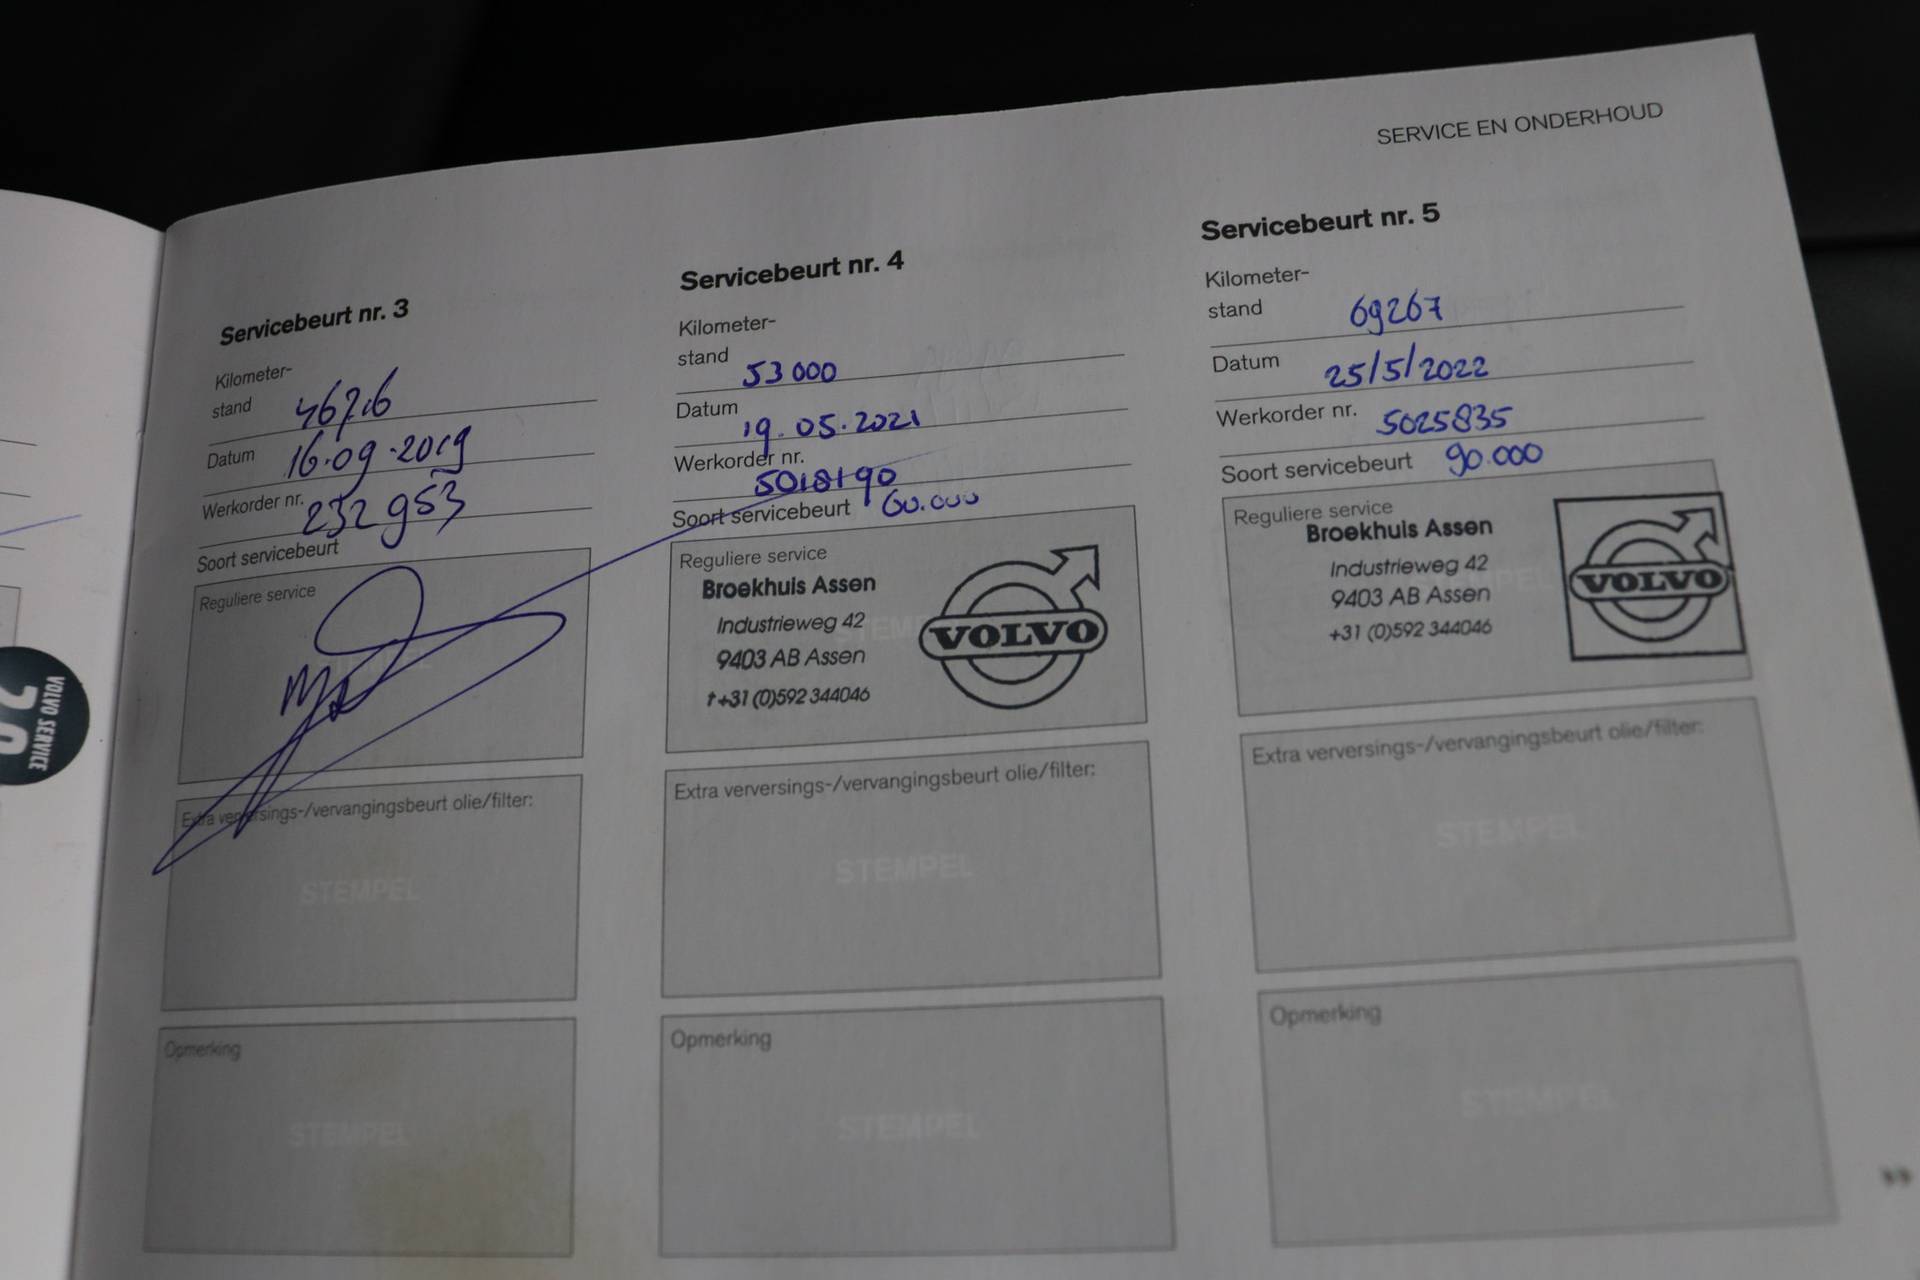 SERVICE EN ONDERHOUD
Servicebeurt nr. 3
Kilometer-
stand
Datum 16.09.2019
Werkorder nr. 232953
Soort servicebeurt
Reguliere service
Extra verversings-/vervangingsbeurt olie/filter:
STEMPEL
Opmerking
STEMPEL
Servicebeurt nr. 4
Kilometer-
stand 53000
Datum 19.05.2021
Werkorder nr. 5018190
Soort servicebeurt 60.000
Reguliere service
Broekhuis Assen
Industrieweg 42
9403 AB Assen
+31 (0)592 344046
VOLVO
Extra verversings-/vervangingsbeurt olie/filter:
STEMPEL
Opmerking
STEMPEL
Servicebeurt nr. 5
Kilometer-
stand 69267
Datum 25/5/2022
Werkorder nr. 5025835
Soort servicebeurt 90.000
Reguliere service
Broekhuis Assen
Industrieweg 42
9403 AB Assen
+31 (0)592 344046
VOLVO
Extra verversings-/vervangingsbeurt olie/filter:
STEMPEL
Opmerking
STEMPEL
VOLVO SERVICE